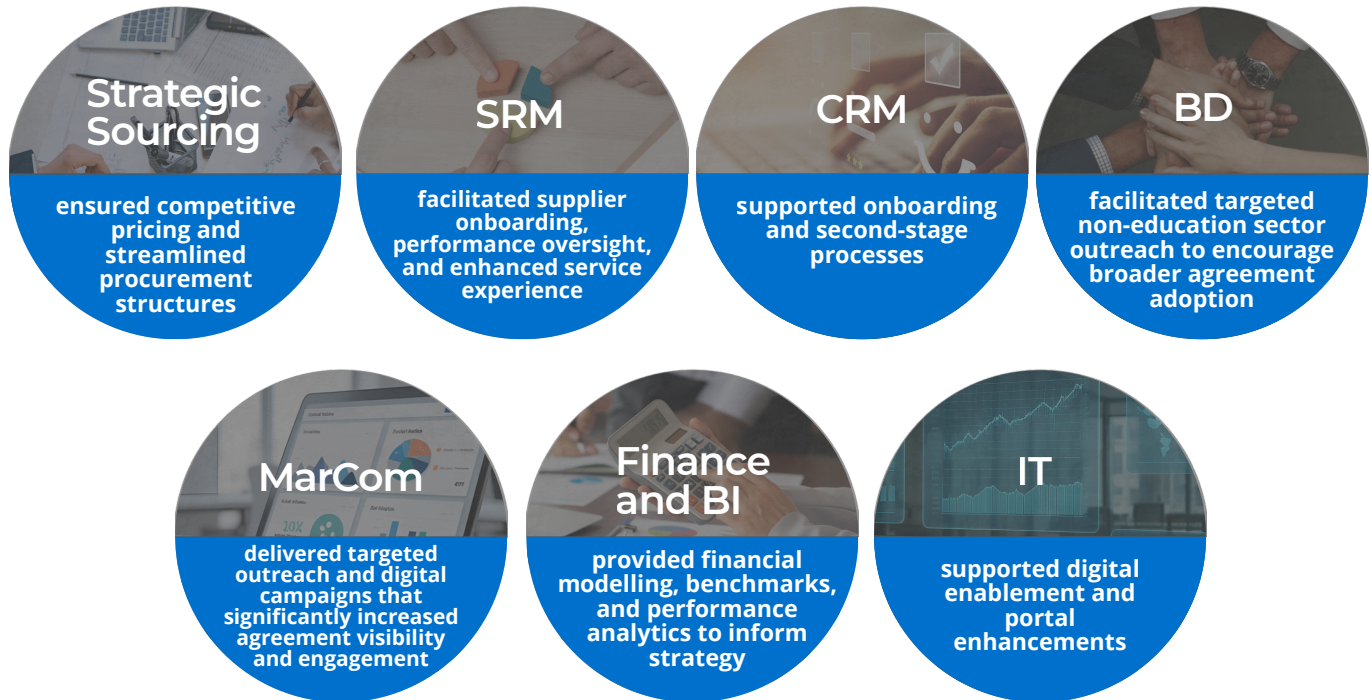 Strategic
Sourcing
ensured competitive
pricing and
streamlined
procurement
structures
SRM
facilitated supplier
onboarding,
performance oversight,
and enhanced service
experience
CRM
supported onboarding
and second-stage
processes
BD
facilitated targeted
non-education sector
outreach to encourage
broader agreement
adoption
MarCom
10%
delivered targeted
outreach and digital
campaigns that
significantly increased
agreement visibility
and engagement
Finance
and BI
provided financial
modelling, benchmarks,
and performance
analytics to inform
strategy
IT
supported digital
enablement and
portal
enhancements